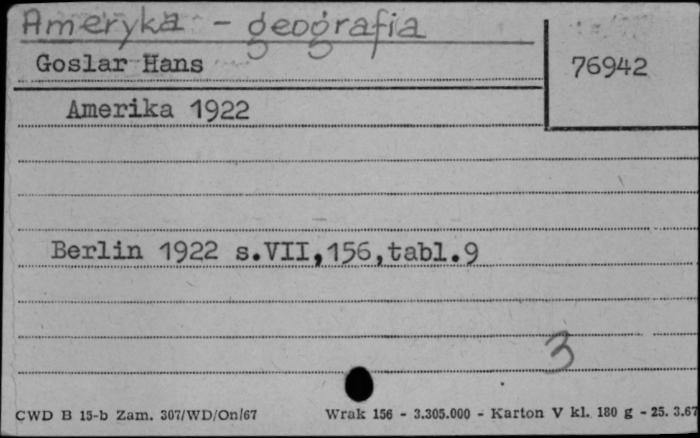 Ameryka - geografia
Goslar Hans
76942
Amerika 1922
Berlin 1922 s.VII,156,tabl.9
3
CWD B 15-b Zam. 307/WD/On/67 Wrak 156 - 3.305.000 - Karton V kl. 180 g - 25. 3.67